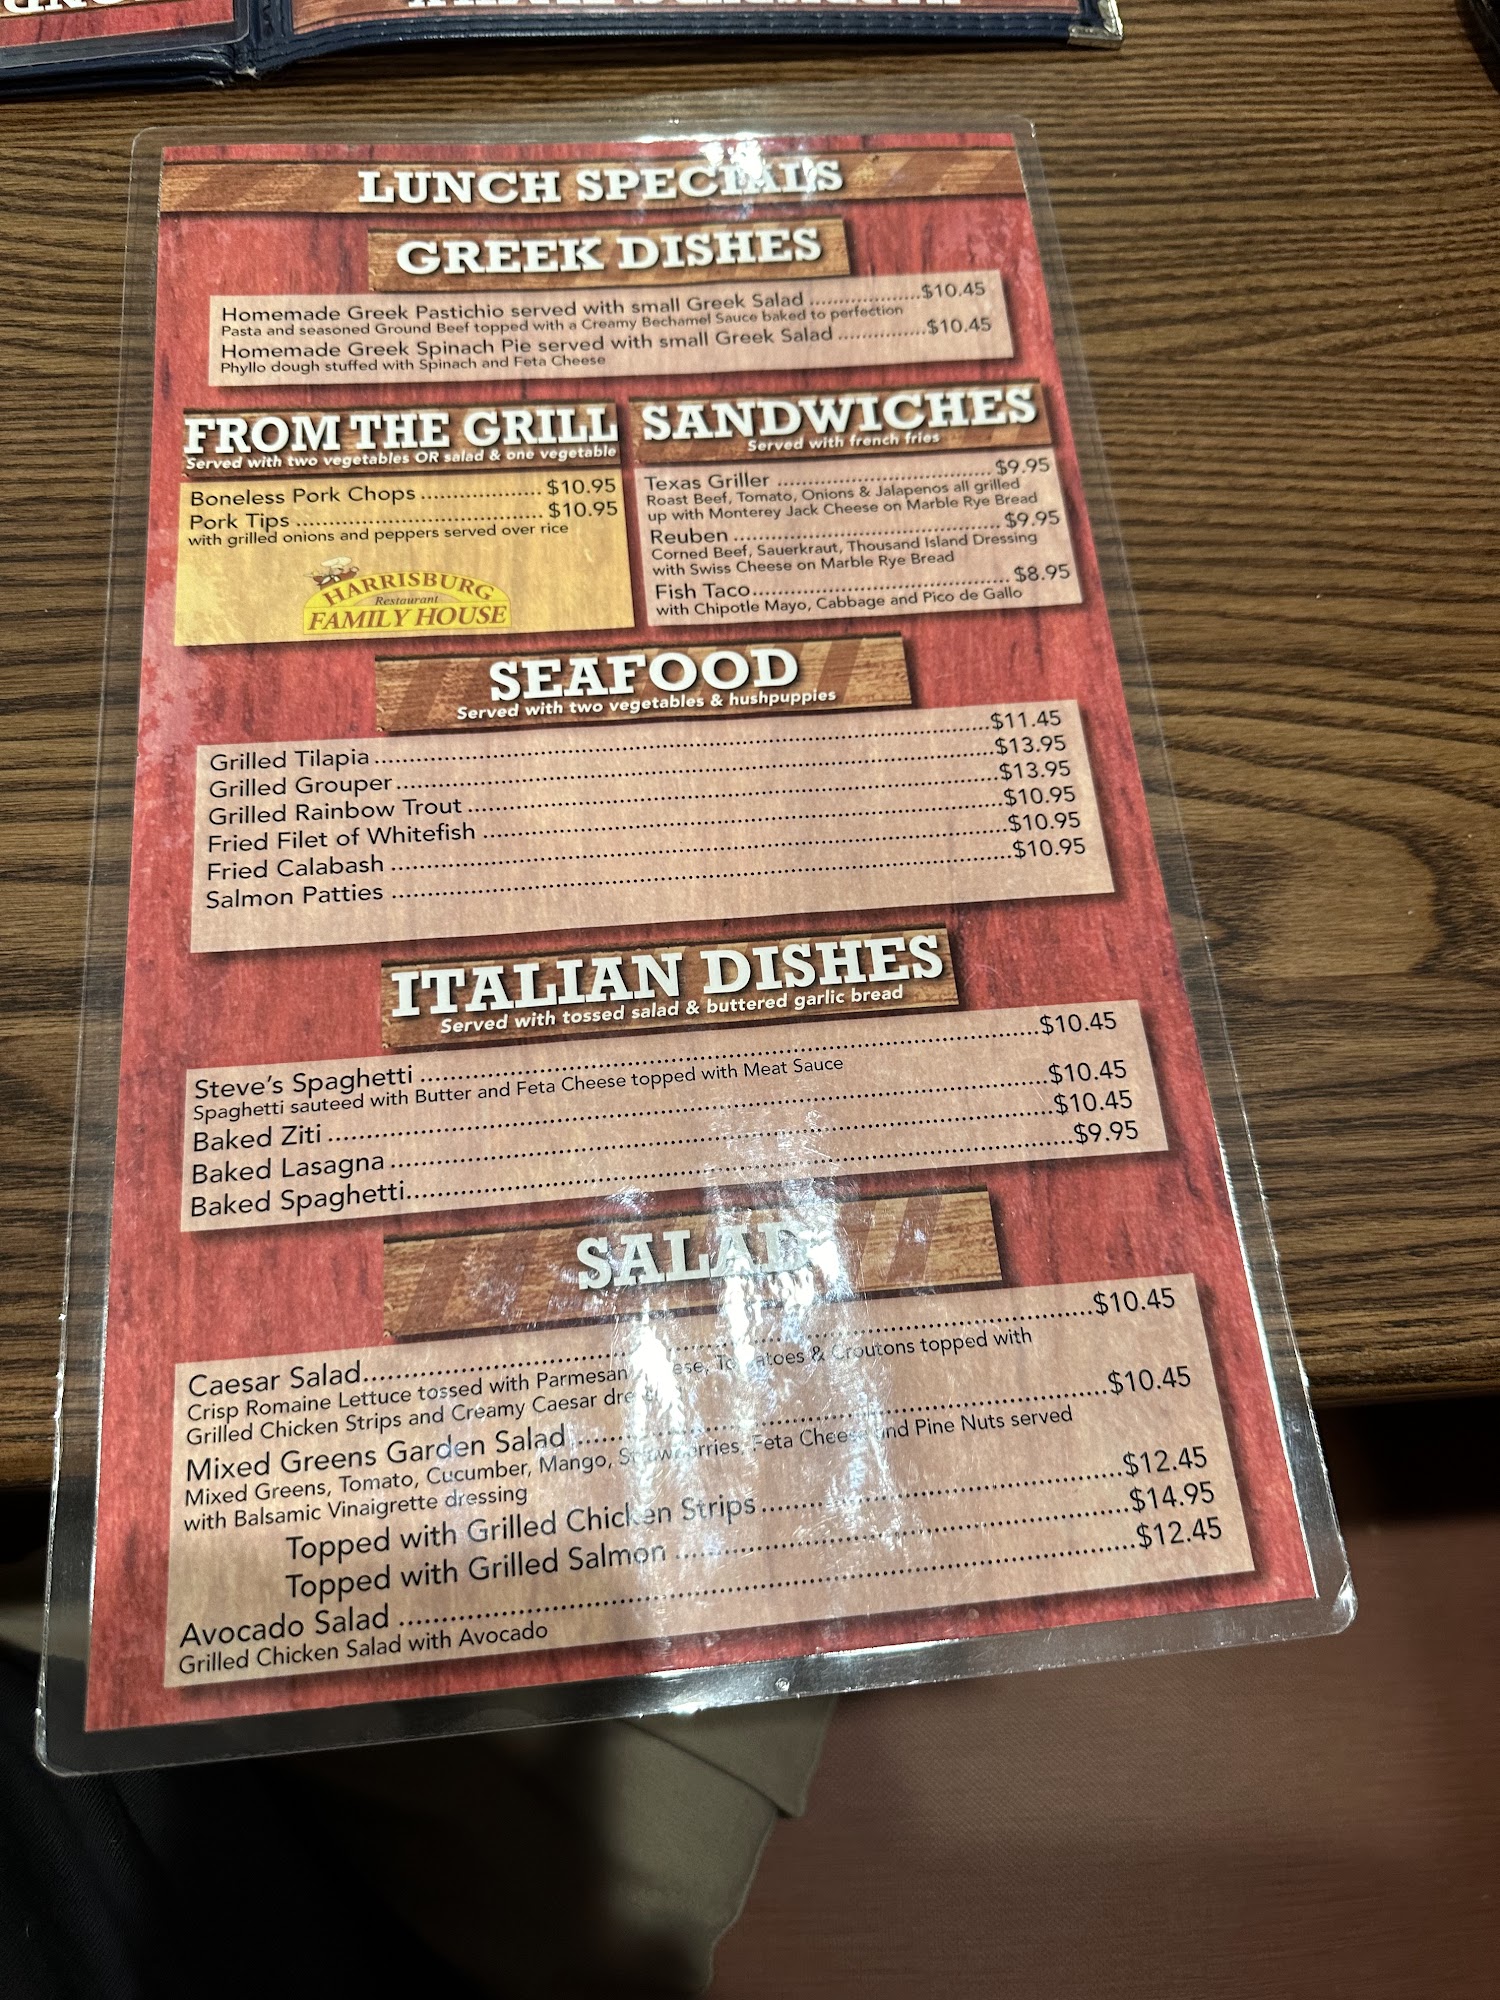 LUNCH SPECIALS
GREEK DISHES
Homemade Greek Pastichio served with small Greek Salad ....................$10.45
Pasta and seasoned Ground Beef topped with a Creamy Bechamel Sauce baked to perfection
Homemade Greek Spinach Pie served with small Greek Salad ................$10.45
Phyllo dough stuffed with Spinach and Feta Cheese
FROM THE GRILL
Served with two vegetables OR salad & one vegetable
Boneless Pork Chops ................... $10.95
Pork Tips ....................................... $10.95
with grilled onions and peppers served over rice
HARRISBURG
Restaurant
FAMILY HOUSE
SANDWICHES
Served with french fries
Texas Griller .................................. $9.95
Roast Beef, Tomato, Onions & Jalapenos all grilled
up with Monterey Jack Cheese on Marble Rye Bread
Reuben .......................................... $9.95
Corned Beef, Sauerkraut, Thousand Island Dressing
with Swiss Cheese on Marble Rye Bread
Fish Taco......................................... $8.95
with Chipotle Mayo, Cabbage and Pico de Gallo
SEAFOOD
Served with two vegetables & hushpuppies
Grilled Tilapia ..........................................................................$11.45
Grilled Grouper.......................................................................$13.95
Grilled Rainbow Trout ..............................................................$13.95
Fried Filet of Whitefish .............................................................$10.95
Fried Calabash .........................................................................$10.95
Salmon Patties .........................................................................$10.95
ITALIAN DISHES
Served with tossed salad & buttered garlic bread
Steve's Spaghetti .....................................................................$10.45
Spaghetti sauteed with Butter and Feta Cheese topped with Meat Sauce
Baked Ziti ................................................................................$10.45
Baked Lasagna .........................................................................$10.45
Baked Spaghetti.........................................................................$9.95
SALAD
Caesar Salad.............................................................................$10.45
Crisp Romaine Lettuce tossed with Parmesan Tomatoes & Croutons topped with
Grilled Chicken Strips and Creamy Caesar
Mixed Greens Garden Salad .......................................................$10.45
Mixed Greens, Tomato, Cucumber, Mango, Strawberries, Feta Cheese and Pine Nuts served
with Balsamic Vinaigrette dressing
Topped with Grilled Chicken Strips ............................................$12.45
Topped with Grilled Salmon .....................................................$14.95
Avocado Salad ..........................................................................$12.45
Grilled Chicken Salad with Avocado